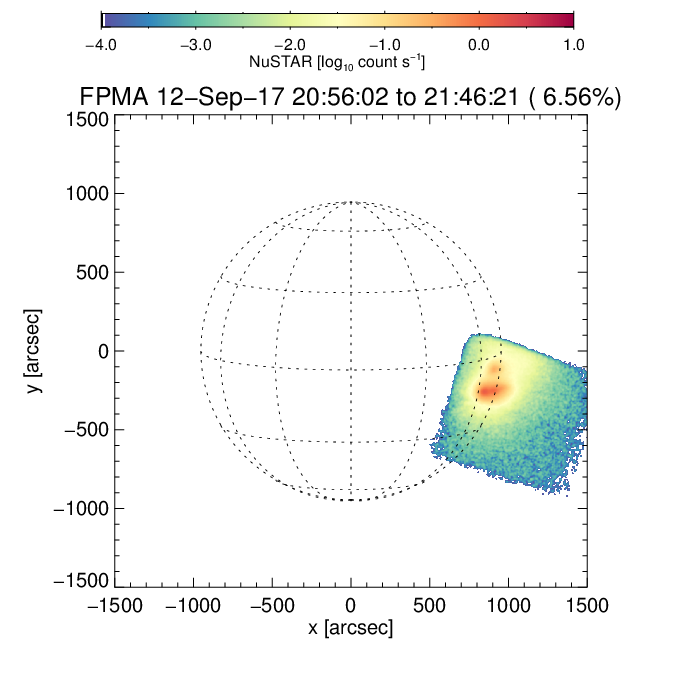 −4.0 −3.0 −2.0 −1.0 0.0 1.0
NuSTAR [log₁₀ count s⁻¹]
FPMA 12−Sep−17 20:56:02 to 21:46:21 ( 6.56%)
1500
1000
500
0
−500
−1000
−1500
y [arcsec]
−1500 −1000 −500 0 500 1000 1500
x [arcsec]